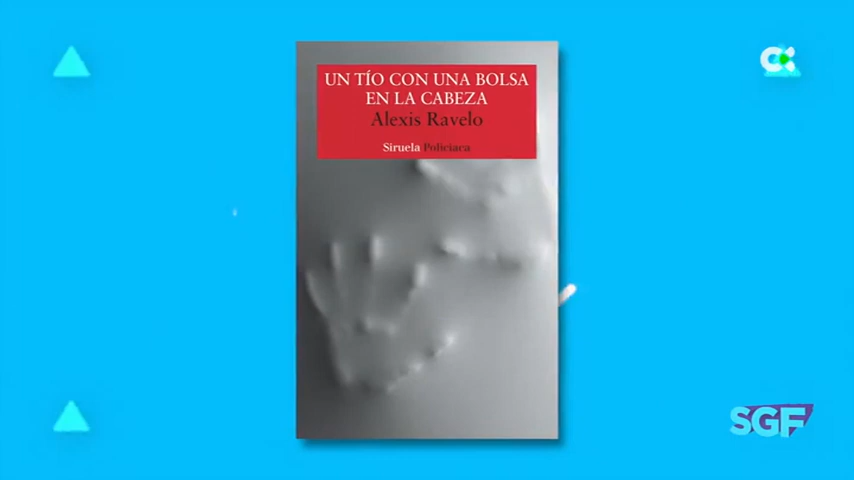 UN TÍO CON UNA BOLSA
EN LA CABEZA
Alexis Ravelo
Siruela Policiaca
SGF